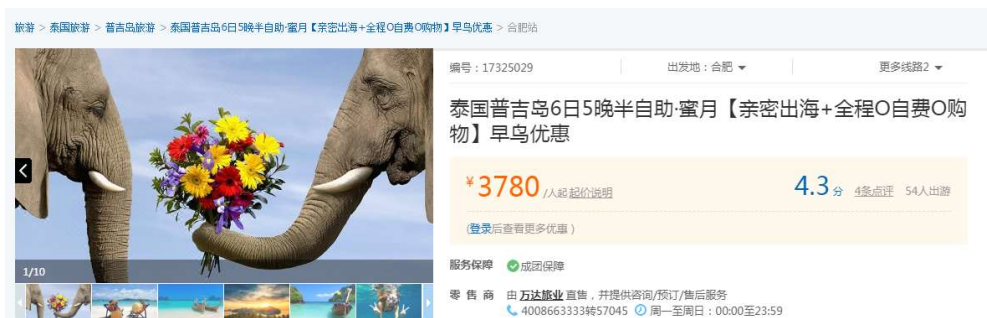 旅游 > 泰国旅游 > 普吉岛旅游 > 泰国普吉岛6日5晚半自助·蜜月【亲密出海+全程0自费0购物】早鸟优惠 > 合肥站
编号：17325029 出发地：合肥 更多线路2
泰国普吉岛6日5晚半自助·蜜月【亲密出海+全程0自费0购
物】早鸟优惠
¥3780/人起 起价说明 4.3分 4条点评 54人出游
(登录后查看更多优惠)
1/10
服务保障 成团保障
零售商 由 万达旅业 直售，并提供咨询/预订/售后服务
4008663333转57045 周一至周日：00:00至23:59